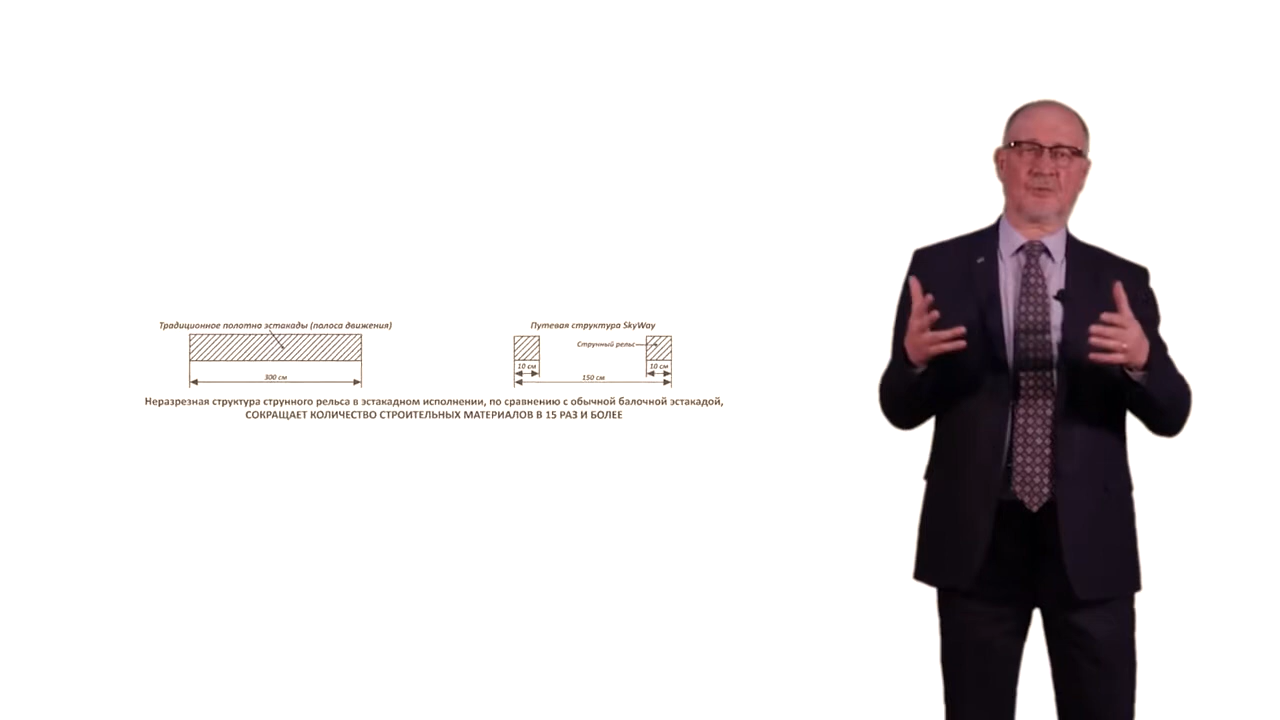 Традиционное полотно эстакады (полоса движения)
300 см
Путевая структура SkyWay
Струнный рельс
10 см
10 см
150 см
Неразрезная структура струнного рельса в эстакадном исполнении, по сравнению с обычной балочной эстакадой,
СОКРАЩАЕТ КОЛИЧЕСТВО СТРОИТЕЛЬНЫХ МАТЕРИАЛОВ В 15 РАЗ И БОЛЕЕ